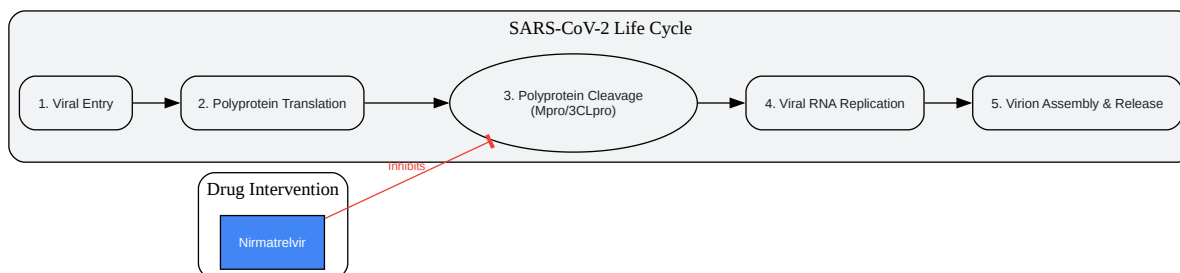 SARS-CoV-2 Life Cycle
1. Viral Entry
2. Polyprotein Translation
3. Polyprotein Cleavage
(Mpro/3CLpro)
4. Viral RNA Replication
5. Virion Assembly & Release
Inhibits
Drug Intervention
Nirmatrelvir